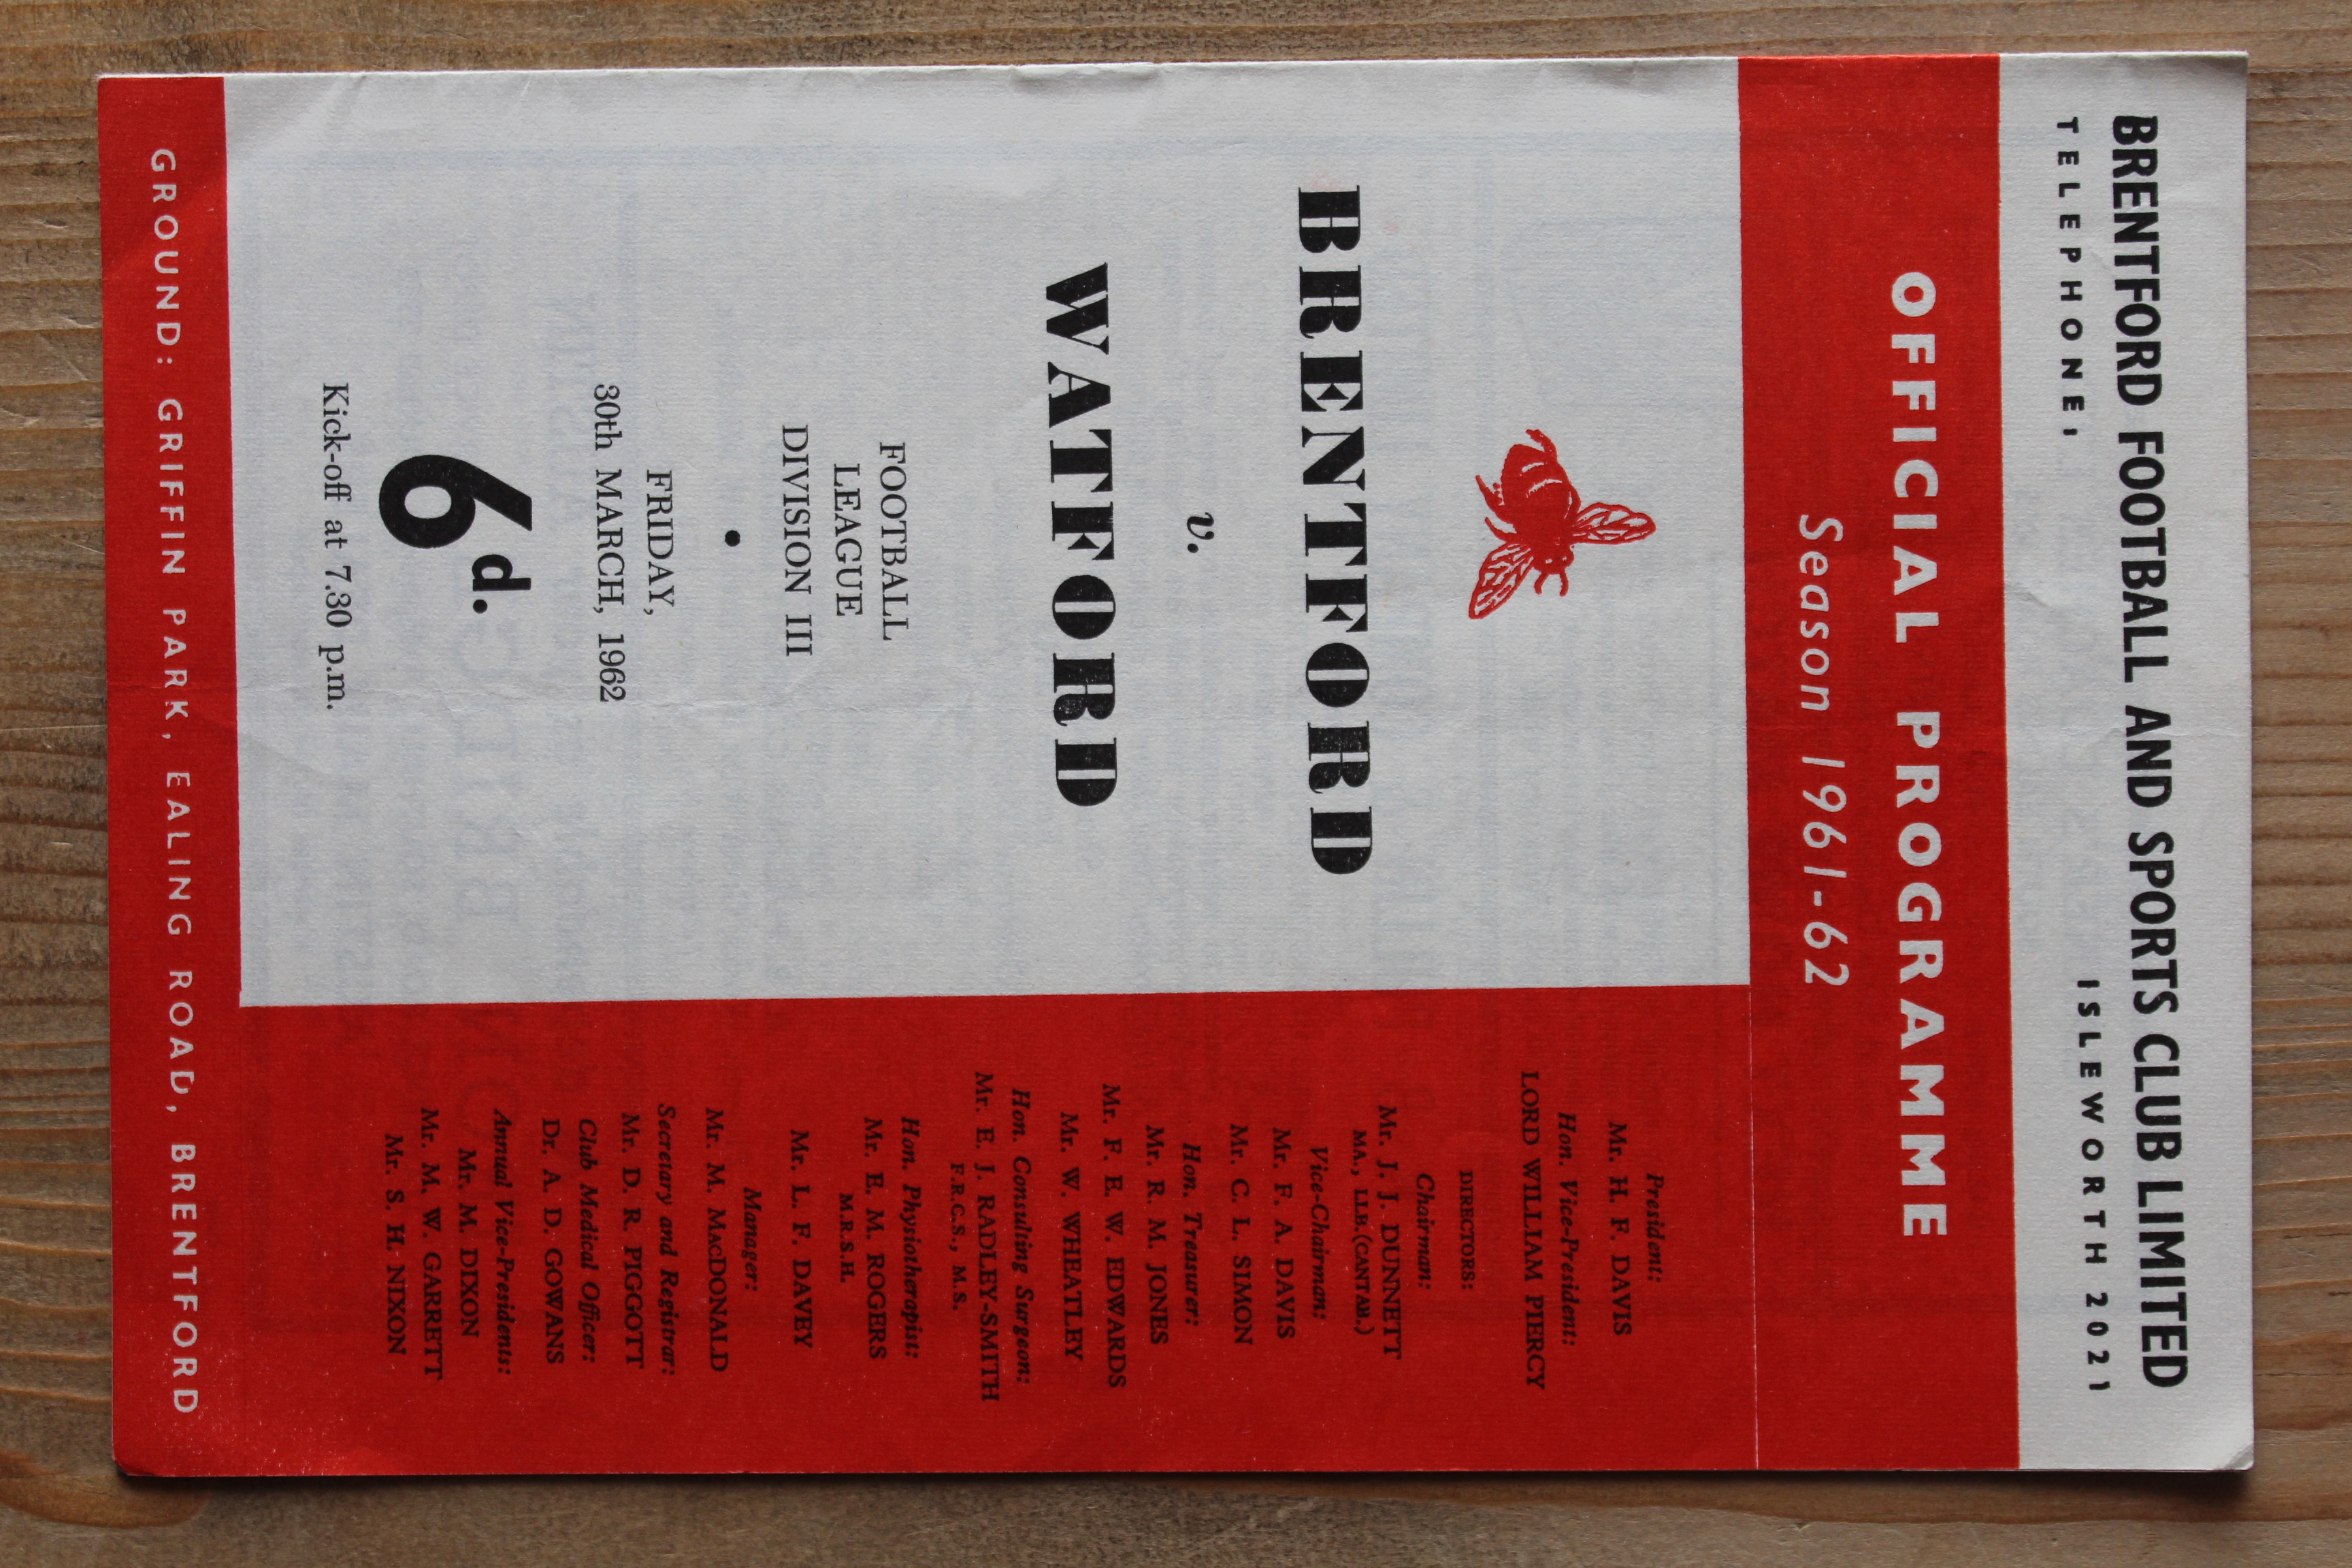 BRENTFORD FOOTBALL AND SPORTS CLUB LIMITED
TELEPHONE: ISLEWORTH 2021
OFFICIAL PROGRAMME
Season 1961-62
BRENTFORD
v.
WATFORD
FOOTBALL
LEAGUE
DIVISION III
•
FRIDAY,
30th MARCH, 1962
6d.
Kick-off at 7.30 p.m.
President:
Mr. H. F. DAVIS
Hon. Vice-President:
LORD WILLIAM PIERCY
DIRECTORS:
Chairman:
Mr. J. J. DUNNETT
MA., LLB.(CANTAB.)
Vice-Chairman:
Mr. F. A. DAVIS
Mr. C. L. SIMON
Hon. Treasurer:
Mr. R. M. JONES
Mr. F. E. W. EDWARDS
Mr. W. WHEATLEY
Hon. Consulting Surgeon:
Mr. E. J. RADLEY-SMITH
F.R.C.S., M.S.
Hon. Physiotherapist:
Mr. E. M. ROGERS
M.R.S.H.
Mr. L. F. DAVEY
Manager:
Mr. M. MACDONALD
Secretary and Registrar:
Mr. D. R. PIGGOTT
Club Medical Officer:
Dr. A. D. GOWANS
Annual Vice-Presidents:
Mr. M. DIXON
Mr. M. W. GARRETT
Mr. S. H. NIXON
GROUND: GRIFFIN PARK, EALING ROAD, BRENTFORD